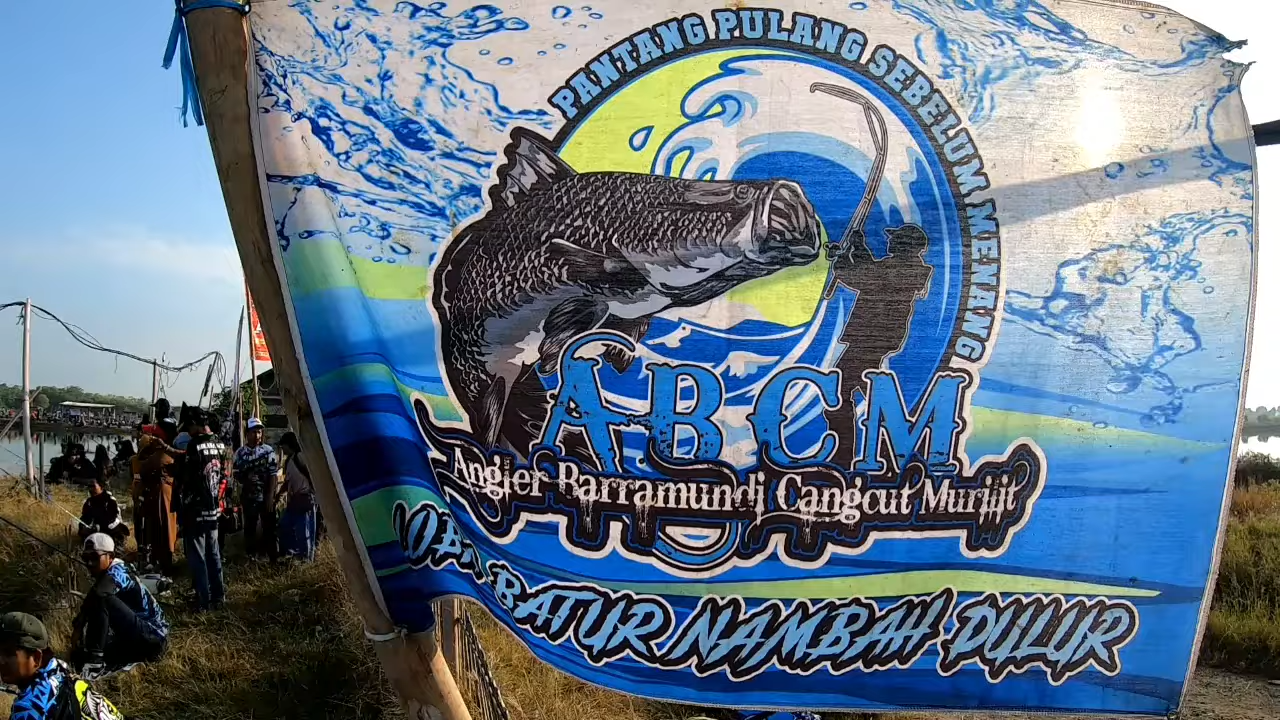 PANTANG PULANG SEBELUM MENANG
ABCM
Angler Barramundi Cangcut Murijit
BATUR NAMBAH DULUR